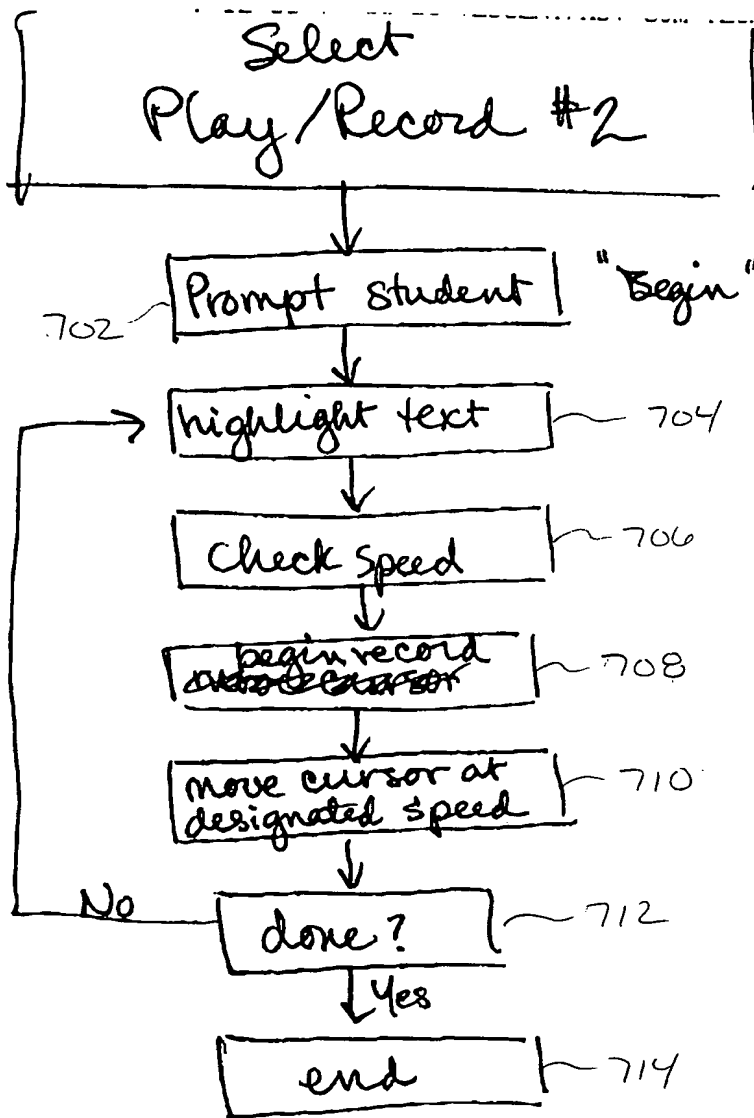 Select
Play/Record #2
702
Prompt student
"Begin"
highlight text
704
Check speed
706
begin record
708
move cursor at
designated speed
710
No
done?
712
Yes
end
714